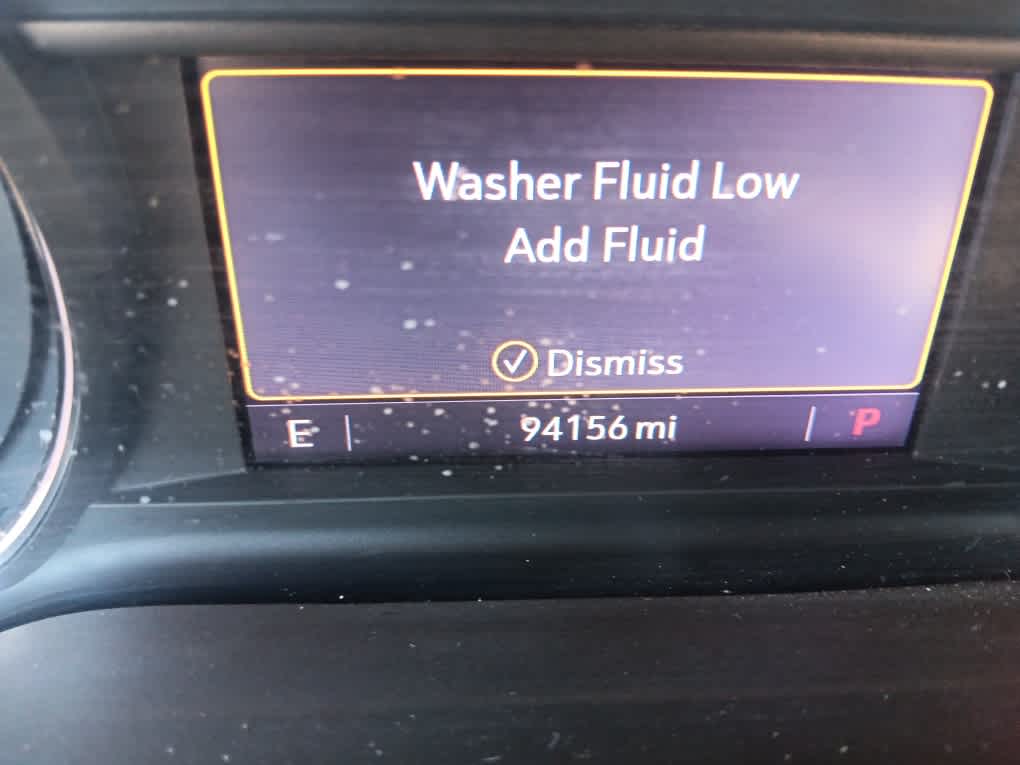 Washer Fluid Low
Add Fluid
Dismiss
E 94156 mi P